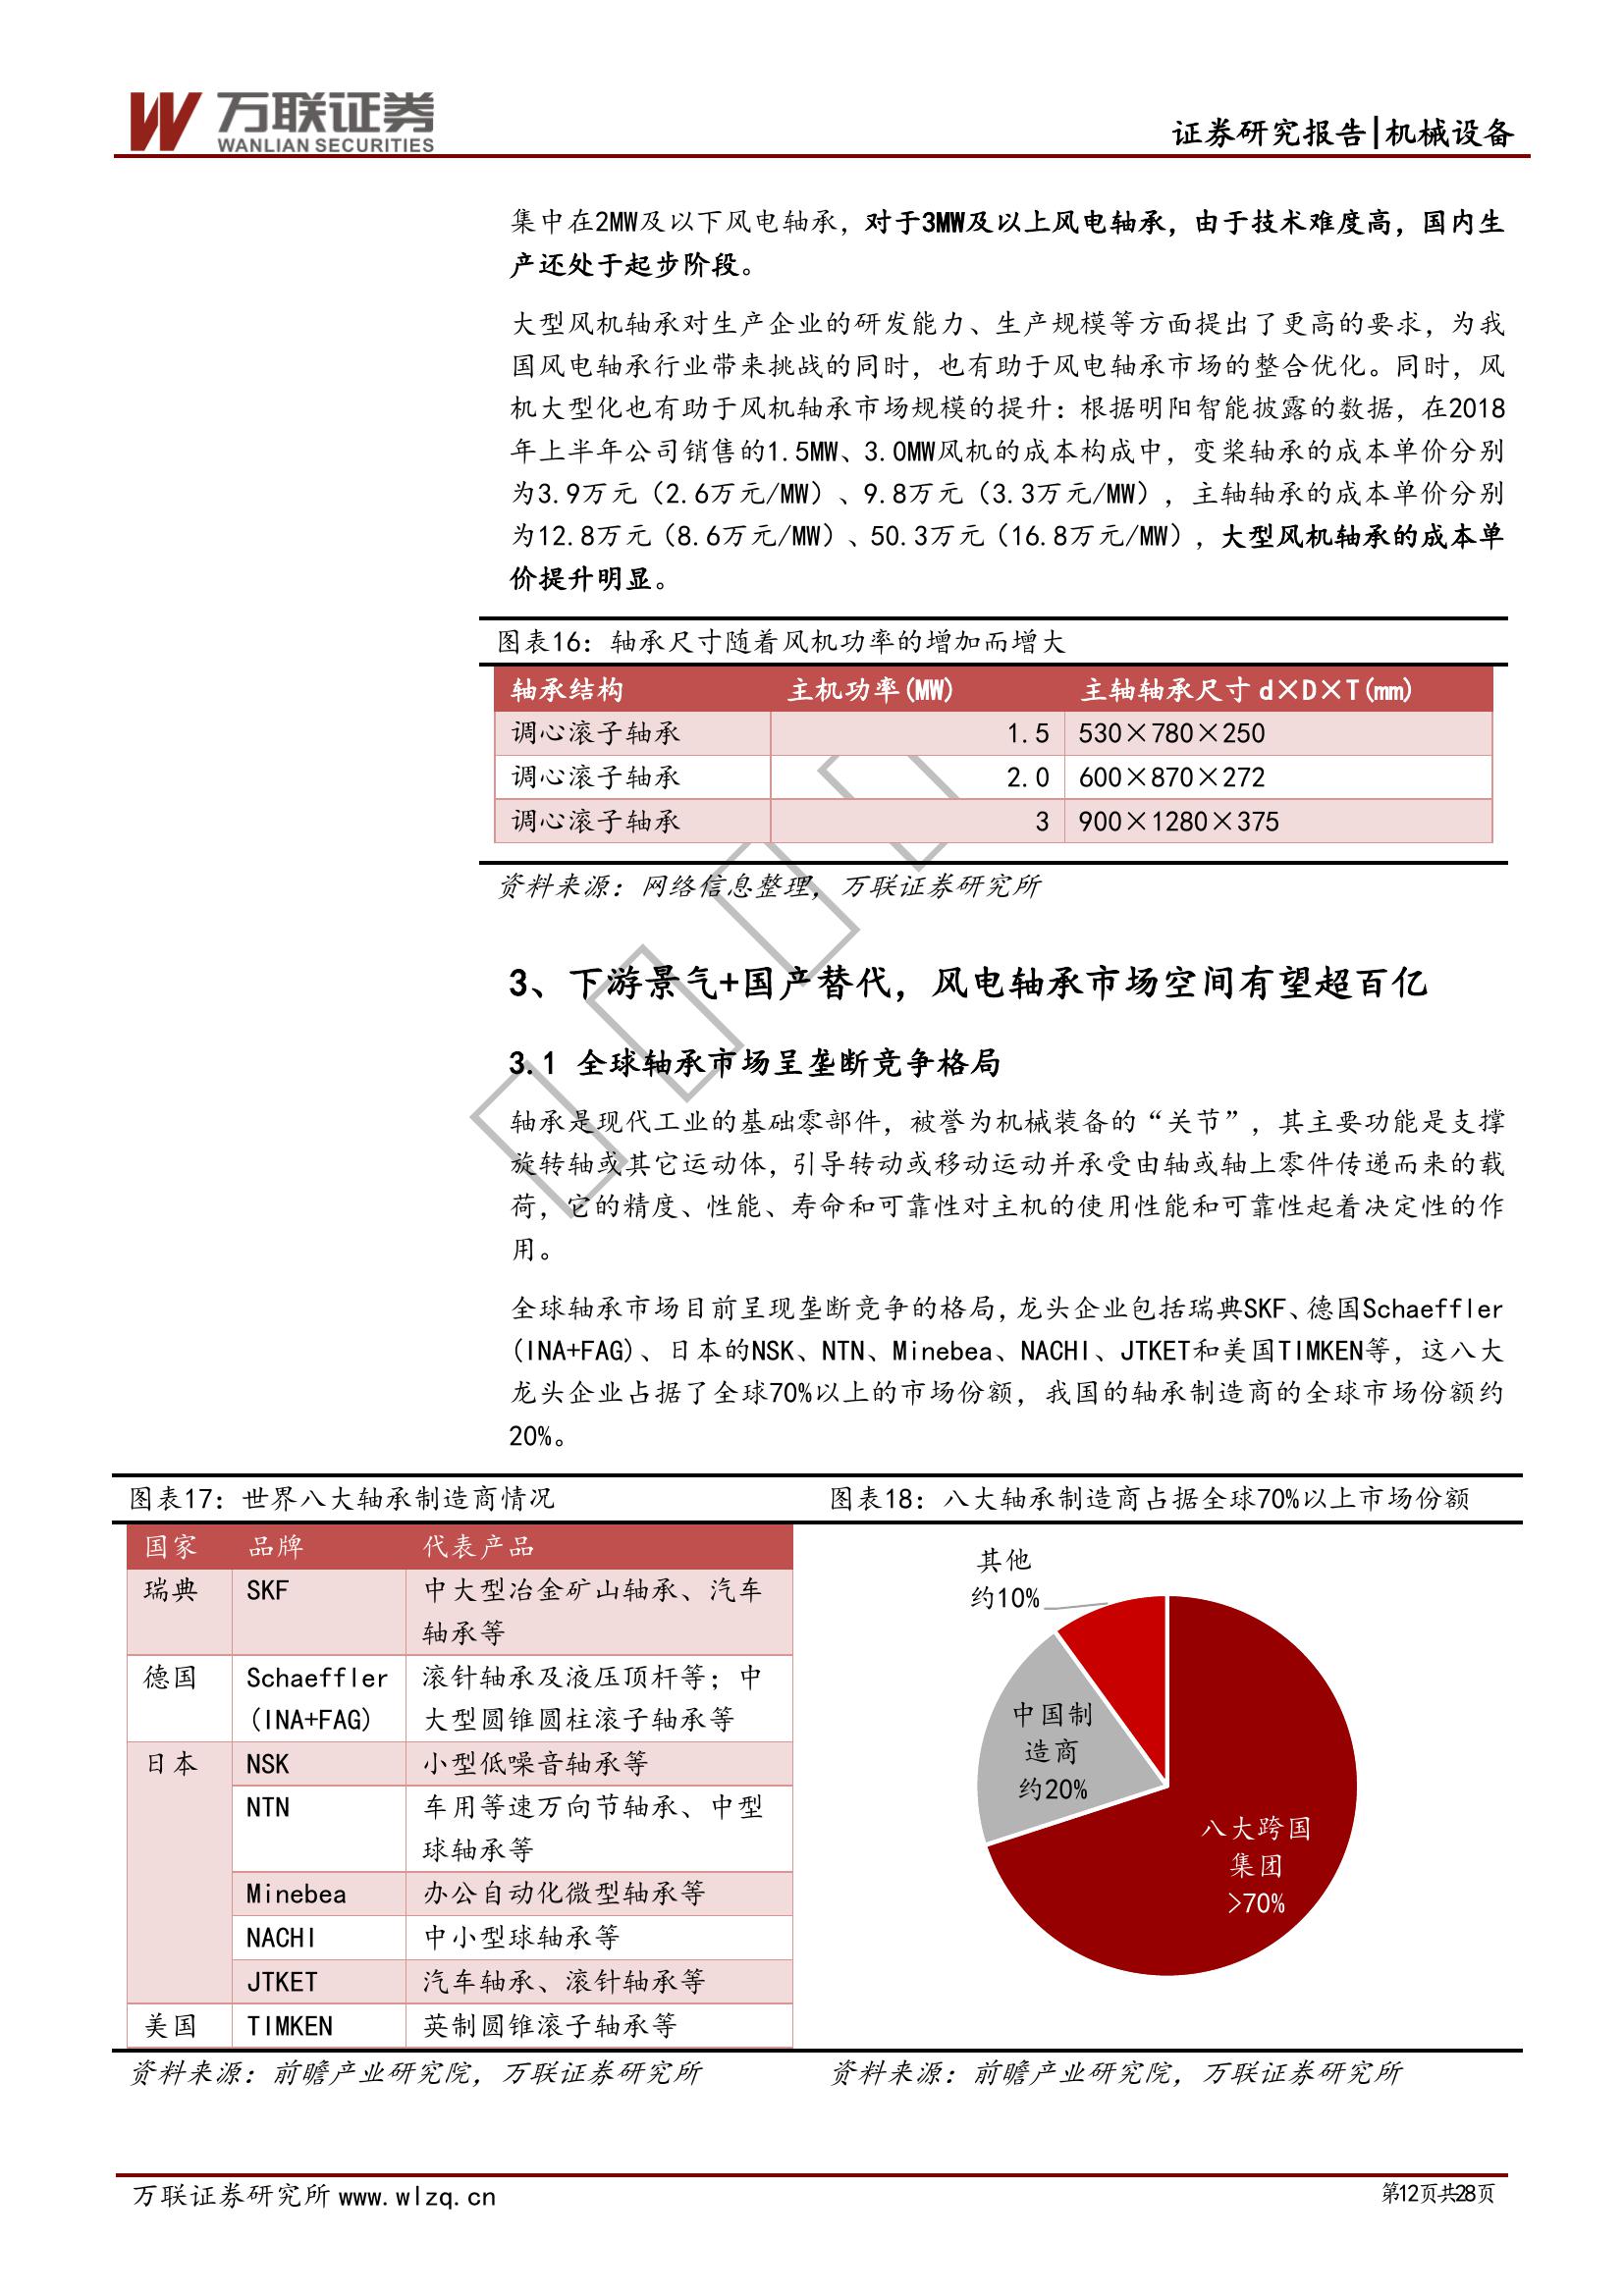 万联证券
WANLIAN SECURITIES
证券研究报告|机械设备
集中在2MW及以下风电轴承，对于3MW及以上风电轴承，由于技术难度高，国内生
产还处于起步阶段。
大型风机轴承对生产企业的研发能力、生产规模等方面提出了更高的要求，为我
国风电轴承行业带来挑战的同时，也有助于风电轴承市场的整合优化。同时，风
机大型化也有助于风机轴承市场规模的提升：根据明阳智能披露的数据，在2018
年上半年公司销售的1.5MW、3.0MW风机的成本构成中，变桨轴承的成本单价分别
为3.9万元（2.6万元/MW）、9.8万元（3.3万元/MW），主轴轴承的成本单价分别
为12.8万元（8.6万元/MW）、50.3万元（16.8万元/MW），大型风机轴承的成本单
价提升明显。
图表16：轴承尺寸随着风机功率的增加而增大
轴承结构 主机功率(MW) 主轴轴承尺寸 d×D×T(mm)
调心滚子轴承 1.5 530×780×250
调心滚子轴承 2.0 600×870×272
调心滚子轴承 3 900×1280×375
资料来源：网络信息整理，万联证券研究所
3、下游景气+国产替代，风电轴承市场空间有望超百亿
3.1 全球轴承市场呈垄断竞争格局
轴承是现代工业的基础零部件，被誉为机械装备的“关节”，其主要功能是支撑
旋转轴或其它运动体，引导转动或移动运动并承受由轴或轴上零件传递而来的载
荷，它的精度、性能、寿命和可靠性对主机的使用性能和可靠性起着决定性的作
用。
全球轴承市场目前呈现垄断竞争的格局，龙头企业包括瑞典SKF、德国Schaeffler
(INA+FAG)、日本的NSK、NTN、Minebea、NACHI、JTKET和美国TIMKEN等，这八大
龙头企业占据了全球70%以上的市场份额，我国的轴承制造商的全球市场份额约
20%。
图表17：世界八大轴承制造商情况
国家 品牌 代表产品
瑞典 SKF 中大型冶金矿山轴承、汽车
轴承等
德国 Schaeffler 滚针轴承及液压顶杆等；中
(INA+FAG) 大型圆锥圆柱滚子轴承等
日本 NSK 小型低噪音轴承等
NTN 车用等速万向节轴承、中型
球轴承等
Minebea 办公自动化微型轴承等
NACHI 中小型球轴承等
JTKET 汽车轴承、滚针轴承等
美国 TIMKEN 英制圆锥滚子轴承等
资料来源：前瞻产业研究院，万联证券研究所
图表18：八大轴承制造商占据全球70%以上市场份额
其他
约10%
中国制
造商
约20%
八大跨国
集团
>70%
资料来源：前瞻产业研究院，万联证券研究所
万联证券研究所 www.wlzq.cn
第12页共28页